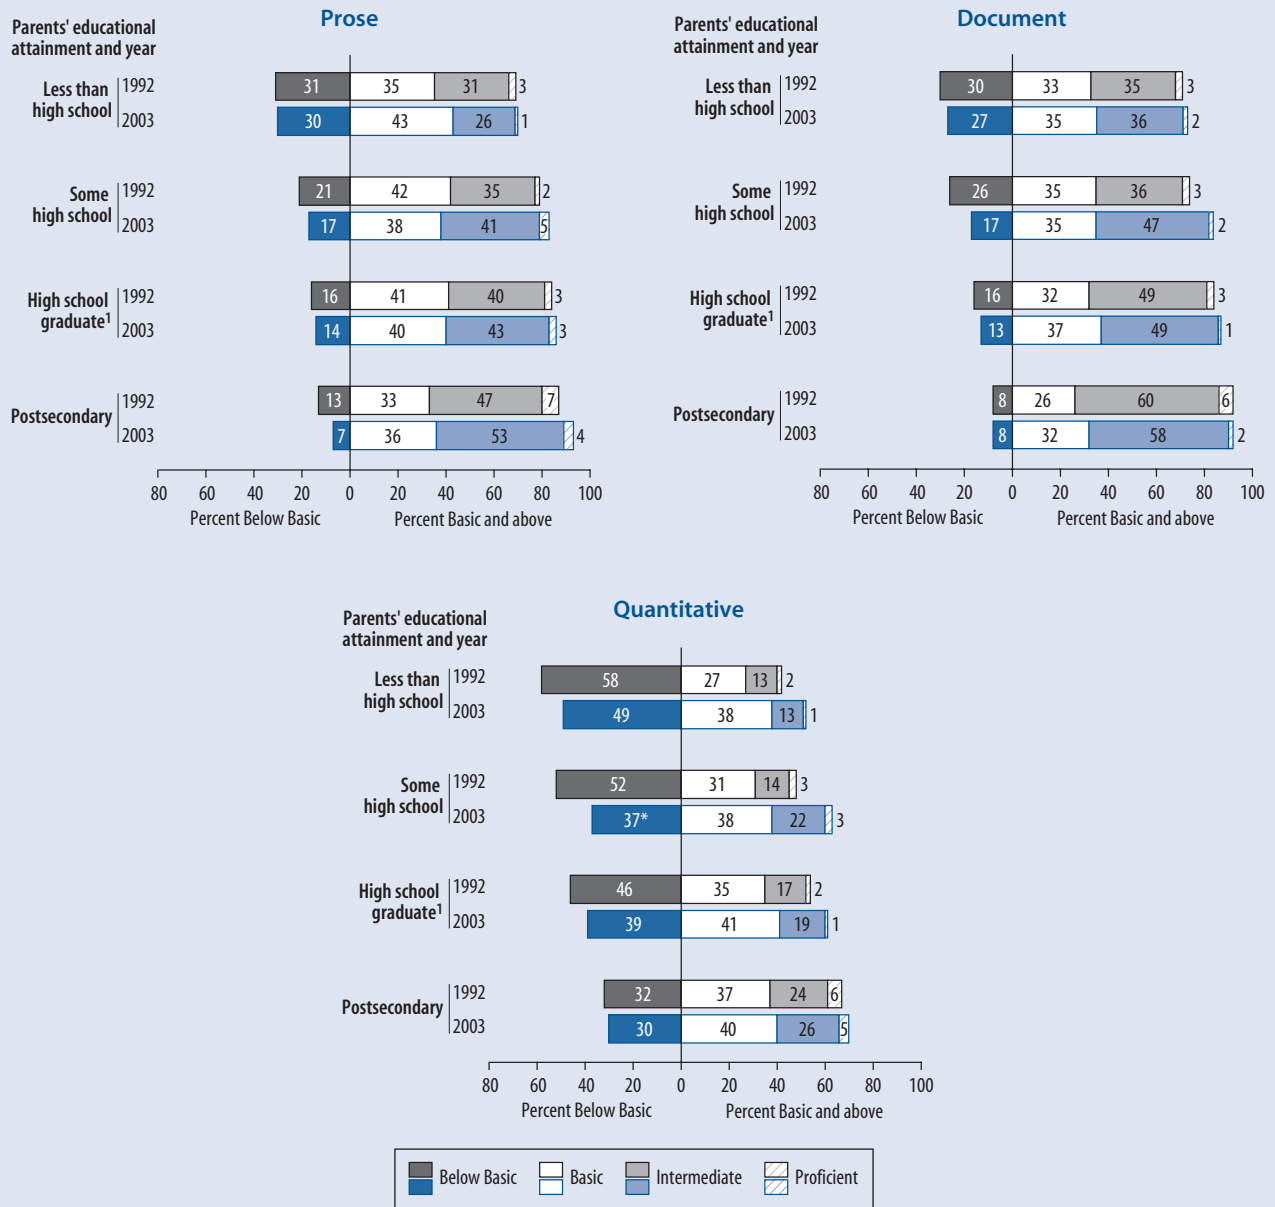 Prose
Parents' educational
attainment and year
Less than
high school
1992
31 35 31 3
2003
30 43 26 1
Some
high school
1992
21 42 35 2
2003
17 38 41 5
High school
graduate1
1992
16 41 40 3
2003
14 40 43 3
Postsecondary
1992
13 33 47 7
2003
7 36 53 4
80 60 40 20 0 20 40 60 80 100
Percent Below Basic Percent Basic and above
Document
Parents' educational
attainment and year
Less than
high school
1992
30 33 35 3
2003
27 35 36 2
Some
high school
1992
26 35 36 3
2003
17 35 47 2
High school
graduate1
1992
16 32 49 3
2003
13 37 49 1
Postsecondary
1992
8 26 60 6
2003
8 32 58 2
80 60 40 20 0 20 40 60 80 100
Percent Below Basic Percent Basic and above
Quantitative
Parents' educational
attainment and year
Less than
high school
1992
58 27 13 2
2003
49 38 13 1
Some
high school
1992
52 31 14 3
2003
37* 38 22 3
High school
graduate1
1992
46 35 17 2
2003
39 41 19 1
Postsecondary
1992
32 37 24 6
2003
30 40 26 5
80 60 40 20 0 20 40 60 80 100
Percent Below Basic Percent Basic and above
Below Basic Basic Intermediate Proficient